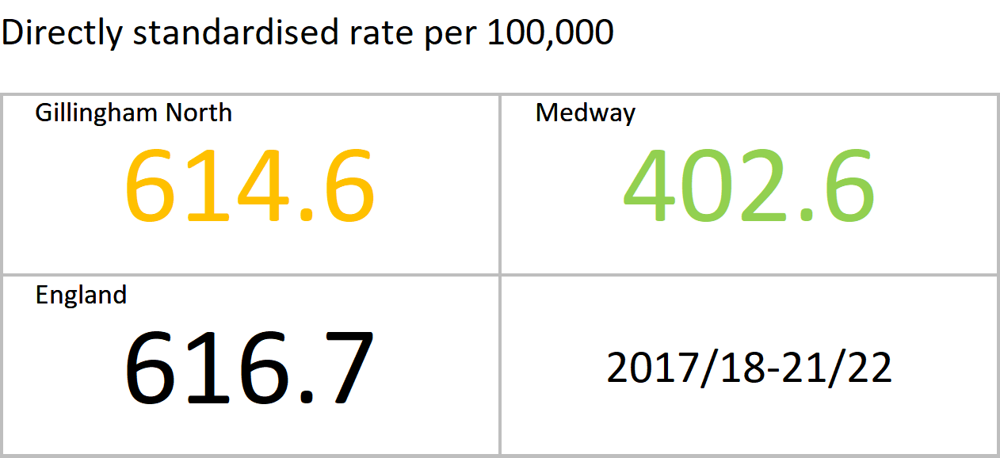 Directly standardised rate per 100,000
Gillingham North
614.6
Medway
402.6
England
616.7
2017/18-21/22